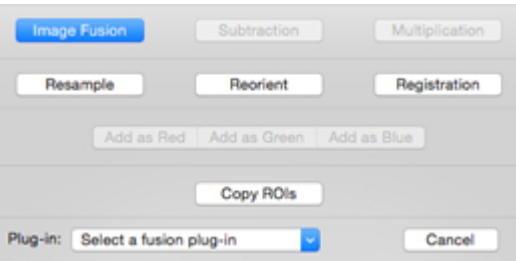 Image Fusion Subtraction Multiplication
Resample Reorient Registration
Add as Red Add as Green Add as Blue
Copy ROIs
Plug-in: Select a fusion plug-in Cancel